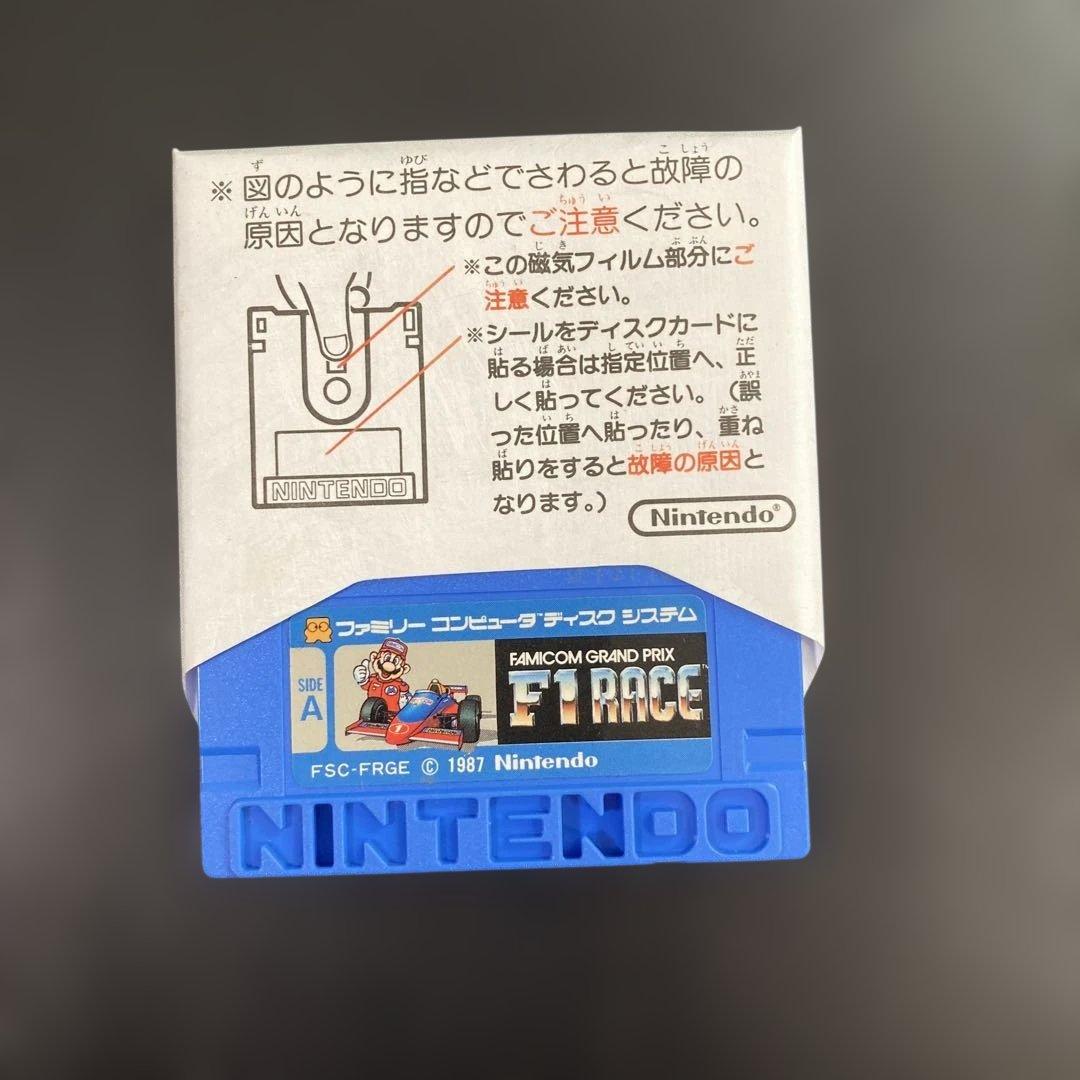 ※図のように指などでさわると故障の
原因となりますのでご注意ください。
※この磁気フィルム部分にご
注意ください。
※シールをディスクカードに
貼る場合は指定位置へ、正
しく貼ってください。（誤
った位置へ貼ったり、重ね
貼りをすると故障の原因と
なります。）
NINTENDO
Nintendo®
ファミリー コンピュータ™ ディスク システム
SIDE
A
FAMICOM GRAND PRIX
F1 RACE™
FSC-FRGE © 1987 Nintendo
NINTENDO